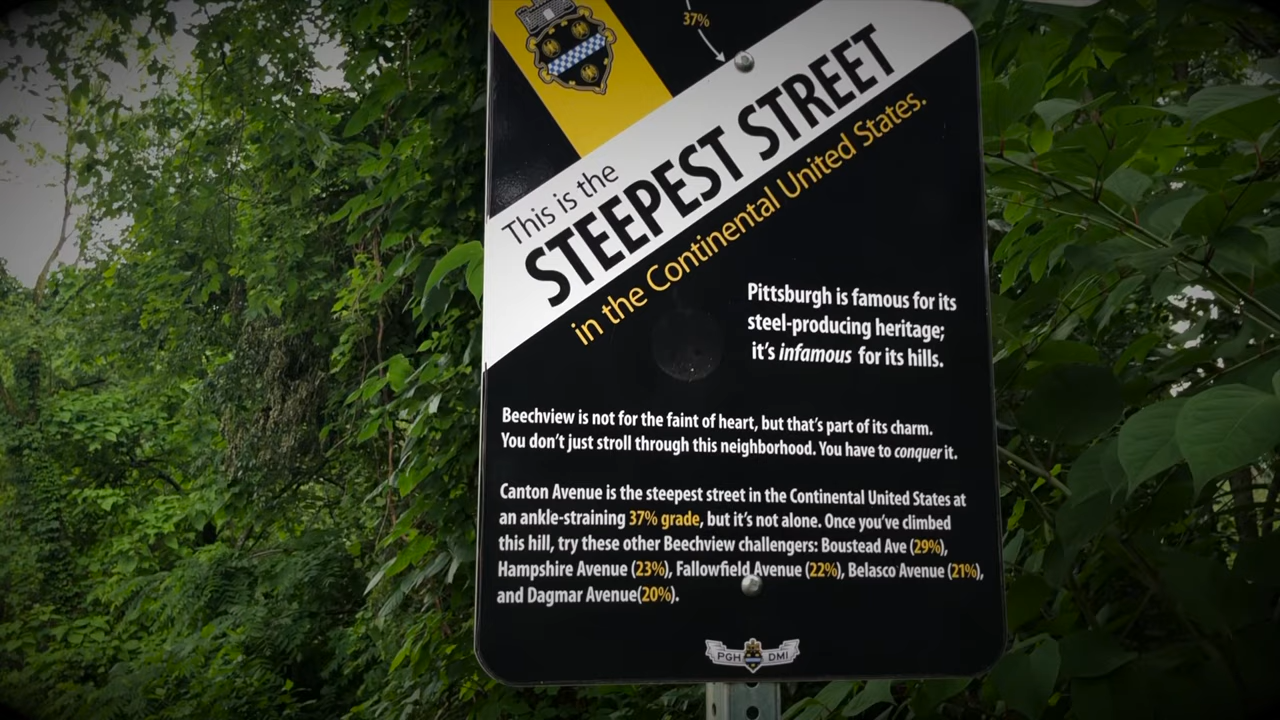 37%
This is the
STEEPEST STREET
in the Continental United States.
Pittsburgh is famous for its
steel-producing heritage;
it's infamous for its hills.
Beechview is not for the faint of heart, but that's part of its charm.
You don't just stroll through this neighborhood. You have to conquer it.
Canton Avenue is the steepest street in the Continental United States at
an ankle-straining 37% grade, but it's not alone. Once you've climbed
this hill, try these other Beechview challengers: Boustead Ave (29%),
Hampshire Avenue (23%), Fallowfield Avenue (22%), Belasco Avenue (21%),
and Dagmar Avenue(20%).
PGH DMI